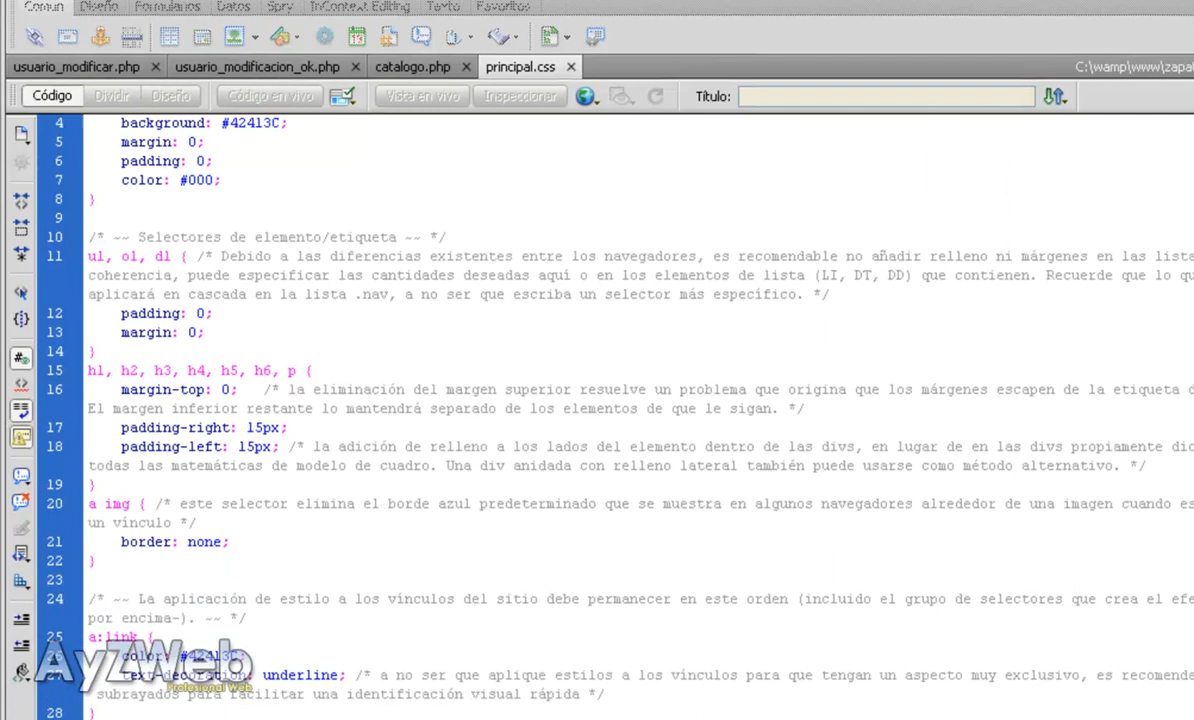 Común Diseño Formularios Datos Spry InContext Editing Texto Favoritos
usuario_modificar.php × usuario_modificacion_ok.php × catalogo.php × principal.css ×
C:\wamp\www\zapa
Código Dividir Diseño Código en vivo Vista en vivo Inspeccionar Título:
4 background: #42413C;
5 margin: 0;
6 padding: 0;
7 color: #000;
8 }
9
10 /* ~~ Selectores de elemento/etiqueta ~~ */
11 ul, ol, dl { /* Debido a las diferencias existentes entre los navegadores, es recomendable no añadir relleno ni márgenes en las lista
coherencia, puede especificar las cantidades deseadas aquí o en los elementos de lista (LI, DT, DD) que contienen. Recuerde que lo qu
aplicará en cascada en la lista .nav, a no ser que escriba un selector más específico. */
12 padding: 0;
13 margin: 0;
14 }
15 h1, h2, h3, h4, h5, h6, p {
16 margin-top: 0; /* la eliminación del margen superior resuelve un problema que origina que los márgenes escapen de la etiqueta d
El margen inferior restante lo mantendrá separado de los elementos de que le sigan. */
17 padding-right: 15px;
18 padding-left: 15px; /* la adición de relleno a los lados del elemento dentro de las divs, en lugar de en las divs propiamente dic
todas las matemáticas de modelo de cuadro. Una div anidada con relleno lateral también puede usarse como método alternativo. */
19 }
20 a img { /* este selector elimina el borde azul predeterminado que se muestra en algunos navegadores alrededor de una imagen cuando es
un vínculo */
21 border: none;
22 }
23
24 /* ~~ La aplicación de estilo a los vínculos del sitio debe permanecer en este orden (incluido el grupo de selectores que crea el efe
por encima-). ~~ */
25 a:link {
26 color: #42413C;
27 text-decoration: underline; /* a no ser que aplique estilos a los vínculos para que tengan un aspecto muy exclusivo, es recomenda
subrayados para facilitar una identificación visual rápida */
28 }
AyZWeb
Profusional Web